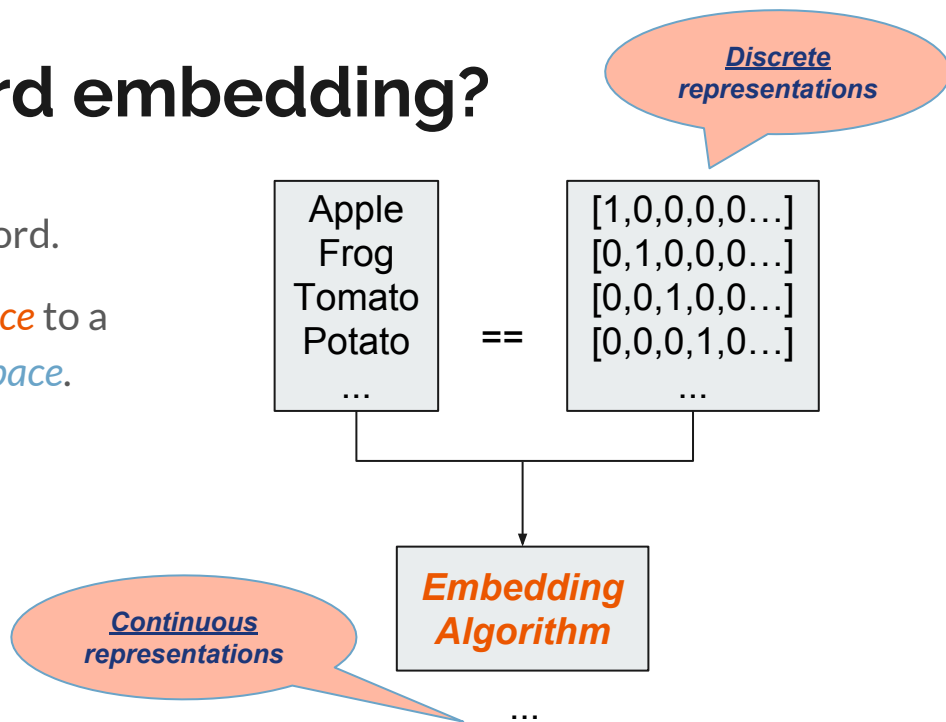 rd embedding?
Discrete
representations
ord.
ce to a
pace.
Apple
Frog
Tomato
Potato
...
==
[1,0,0,0,0…]
[0,1,0,0,0…]
[0,0,1,0,0…]
[0,0,0,1,0…]
...
Embedding
Algorithm
Continuous
representations
...